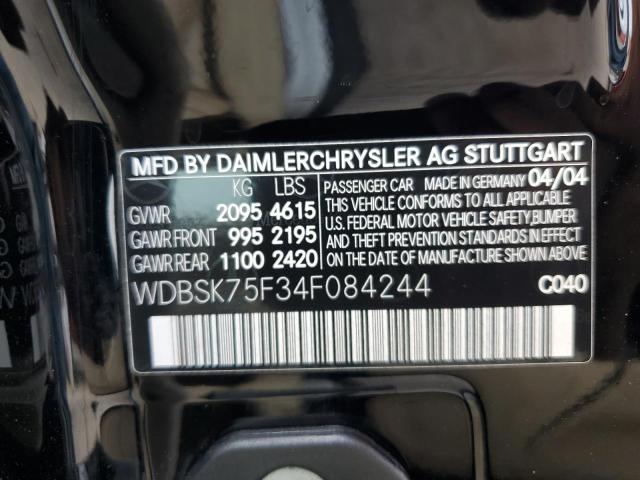 MFD BY DAIMLERCHRYSLER AG STUTTGART
KG LBS
GVWR 2095 4615
GAWR FRONT 995 2195
GAWR REAR 1100 2420
PASSENGER CAR MADE IN GERMANY 04/04
THIS VEHICLE CONFORMS TO ALL APPLICABLE
U.S. FEDERAL MOTOR VEHICLE SAFETY, BUMPER
AND THEFT PREVENTION STANDARDS IN EFFECT
ON THE DATE OF MANUFACTURE SHOWN ABOVE.
WDBSK75F34F084244 C040